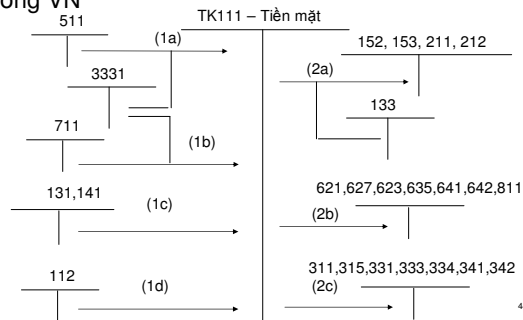 ong VN
511
TK111 – Tiền mặt
(1a)
152, 153, 211, 212
3331
(2a)
133
711
(1b)
131,141
621,627,623,635,641,642,811
(1c)
(2b)
112
311,315,331,333,334,341,342
(1d)
(2c)
4